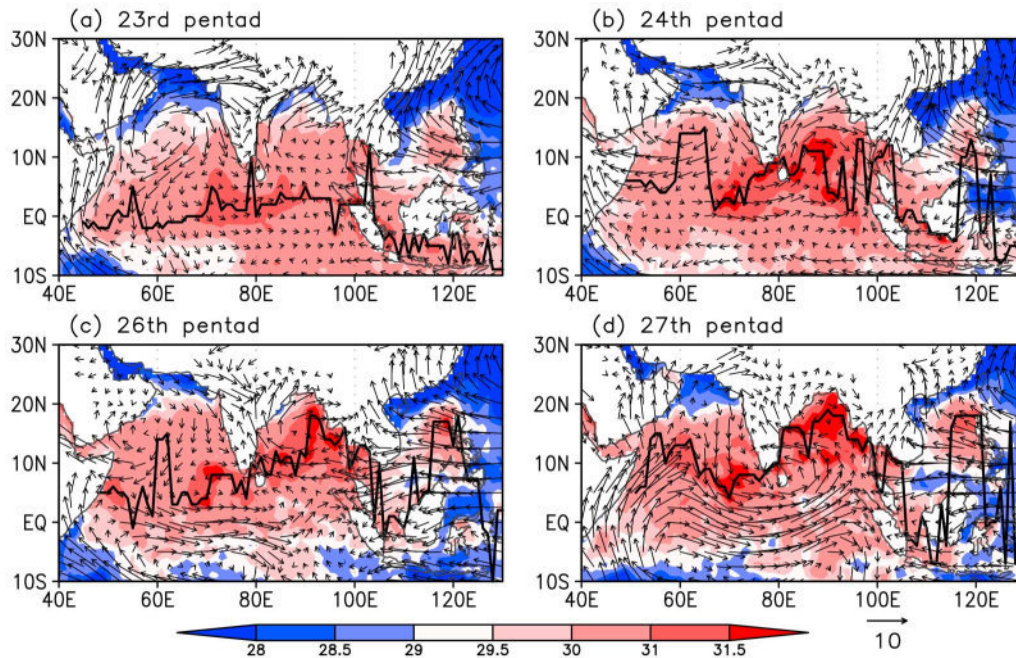 (a) 23rd pentad
(b) 24th pentad
30N
20N
10N
EQ
10S
40E 60E 80E 100E 120E
30N
20N
10N
EQ
10S
40E 60E 80E 100E 120E
(c) 26th pentad
(d) 27th pentad
30N
20N
10N
EQ
10S
40E 60E 80E 100E 120E
30N
20N
10N
EQ
10S
40E 60E 80E 100E 120E
28 28.5 29 29.5 30 31 31.5
10